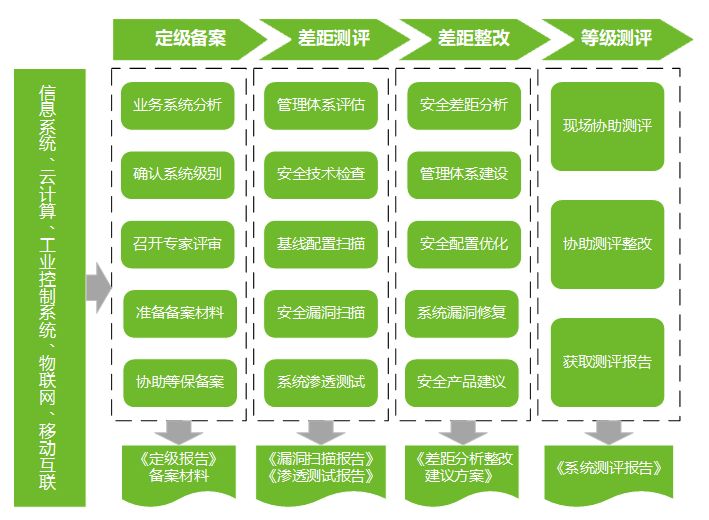 定级备案
差距测评
差距整改
等级测评
信息系统、云计算、工业控制系统、物联网、移动互联
业务系统分析
确认系统级别
召开专家评审
准备备案材料
协助等保备案
管理体系评估
安全技术检查
基线配置扫描
安全漏洞扫描
系统渗透测试
安全差距分析
管理体系建设
安全配置优化
系统漏洞修复
安全产品建议
现场协助测评
协助测评整改
获取测评报告
《定级报告》
备案材料
《漏洞扫描报告》
《渗透测试报告》
《差距分析整改
建议方案》
《系统测评报告》